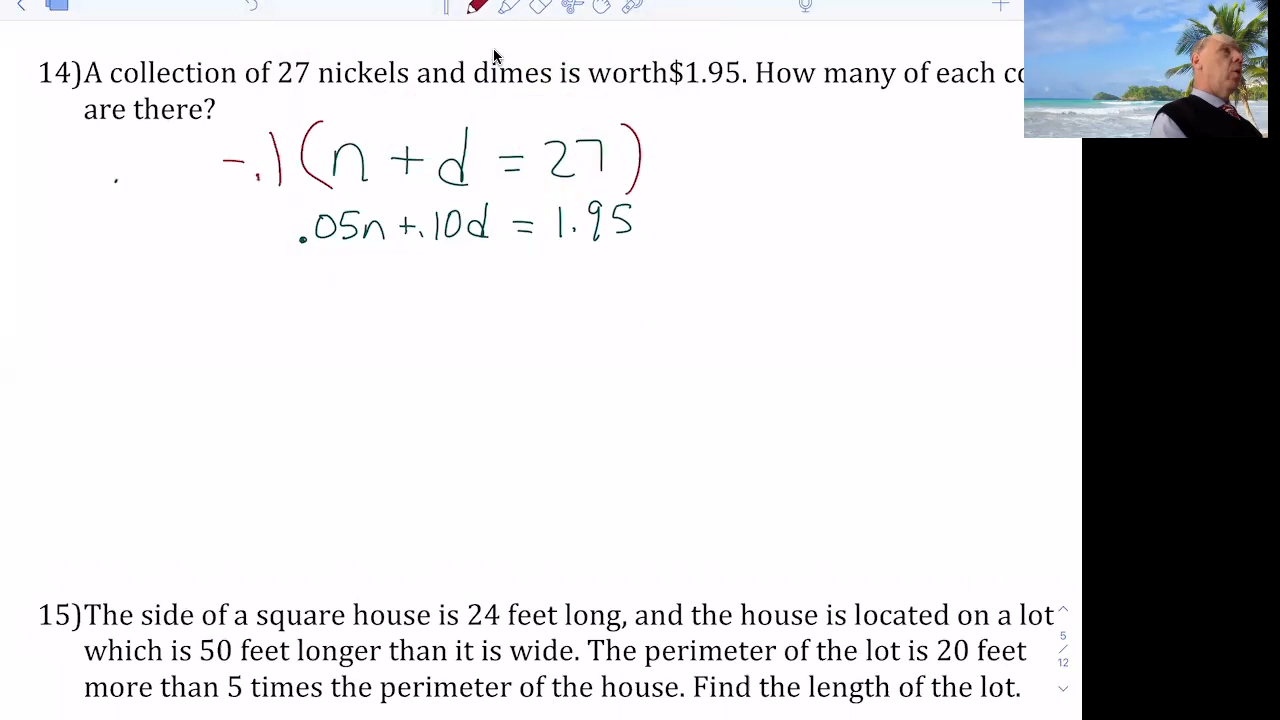 14)A collection of 27 nickels and dimes is worth$1.95. How many of each
are there?
-.1(n + d = 27)
.05n+.10d = 1.95
15)The side of a square house is 24 feet long, and the house is located on a lot
which is 50 feet longer than it is wide. The perimeter of the lot is 20 feet
more than 5 times the perimeter of the house. Find the length of the lot.
5
/
12